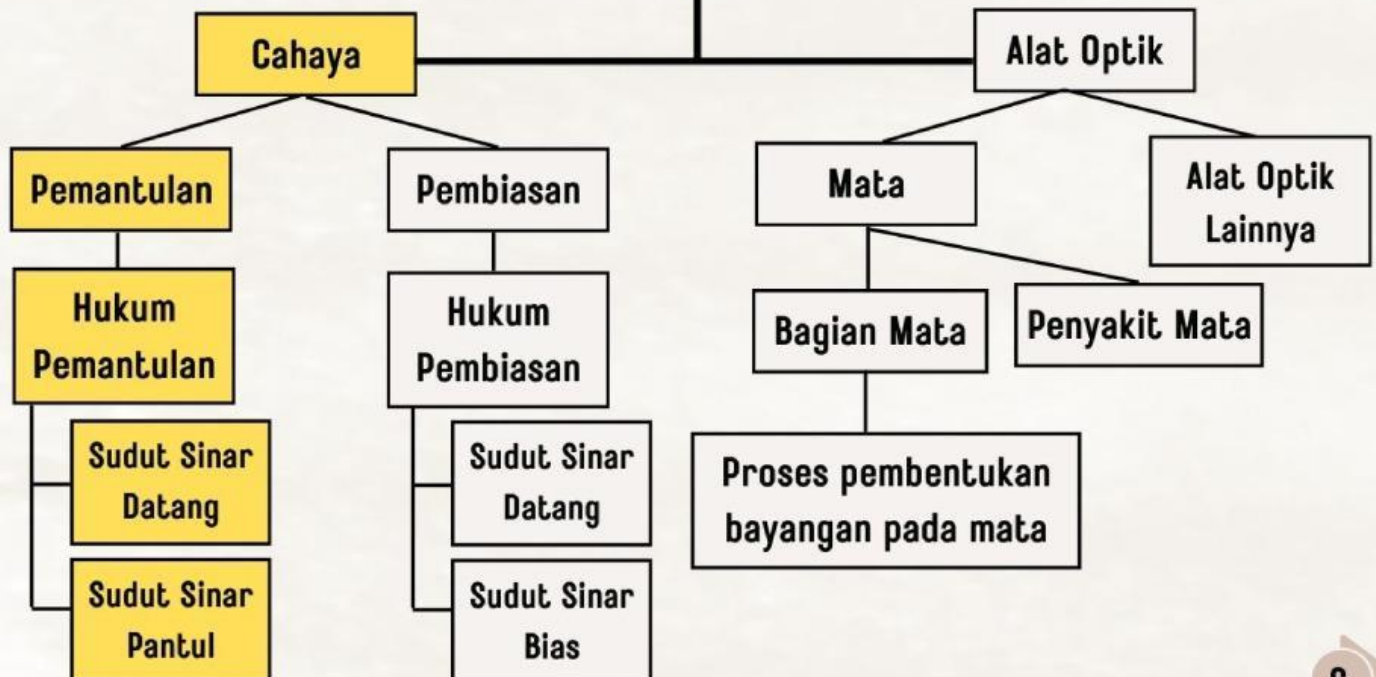 Cahaya
Alat Optik
Pemantulan
Pembiasan
Mata
Alat Optik
Lainnya
Hukum
Pemantulan
Hukum
Pembiasan
Bagian Mata
Penyakit Mata
Sudut Sinar
Datang
Sudut Sinar
Datang
Proses pembentukan
bayangan pada mata
Sudut Sinar
Pantul
Sudut Sinar
Bias